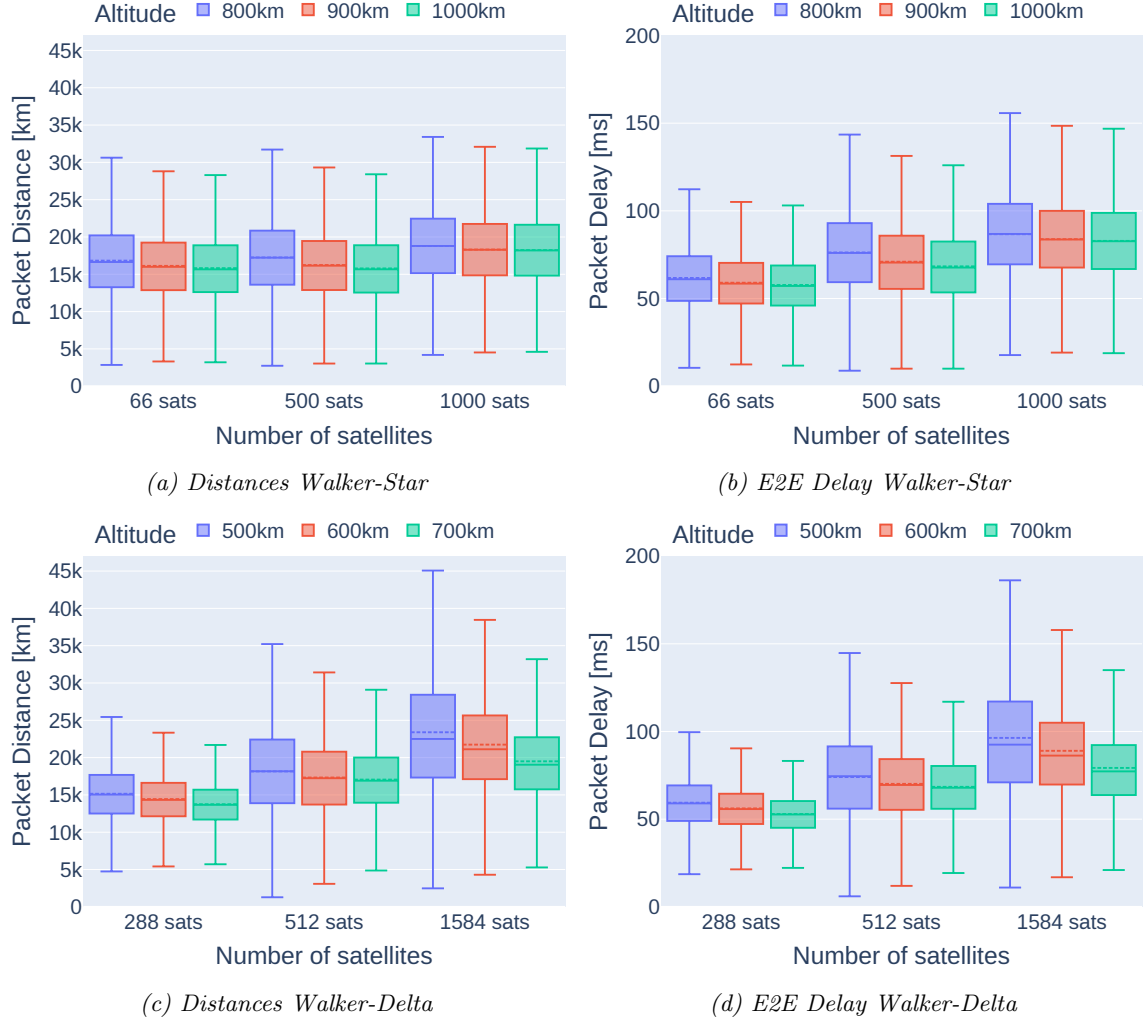 Altitude 800km 900km 1000km
Packet Distance [km]
45k
40k
35k
30k
25k
20k
15k
10k
5k
0
66 sats 500 sats 1000 sats
Number of satellites
(a) Distances Walker-Star
Altitude 800km 900km 1000km
Packet Delay [ms]
200
150
100
50
0
66 sats 500 sats 1000 sats
Number of satellites
(b) E2E Delay Walker-Star
Altitude 500km 600km 700km
Packet Distance [km]
45k
40k
35k
30k
25k
20k
15k
10k
5k
0
288 sats 512 sats 1584 sats
Number of satellites
(c) Distances Walker-Delta
Altitude 500km 600km 700km
Packet Delay [ms]
200
150
100
50
0
288 sats 512 sats 1584 sats
Number of satellites
(d) E2E Delay Walker-Delta